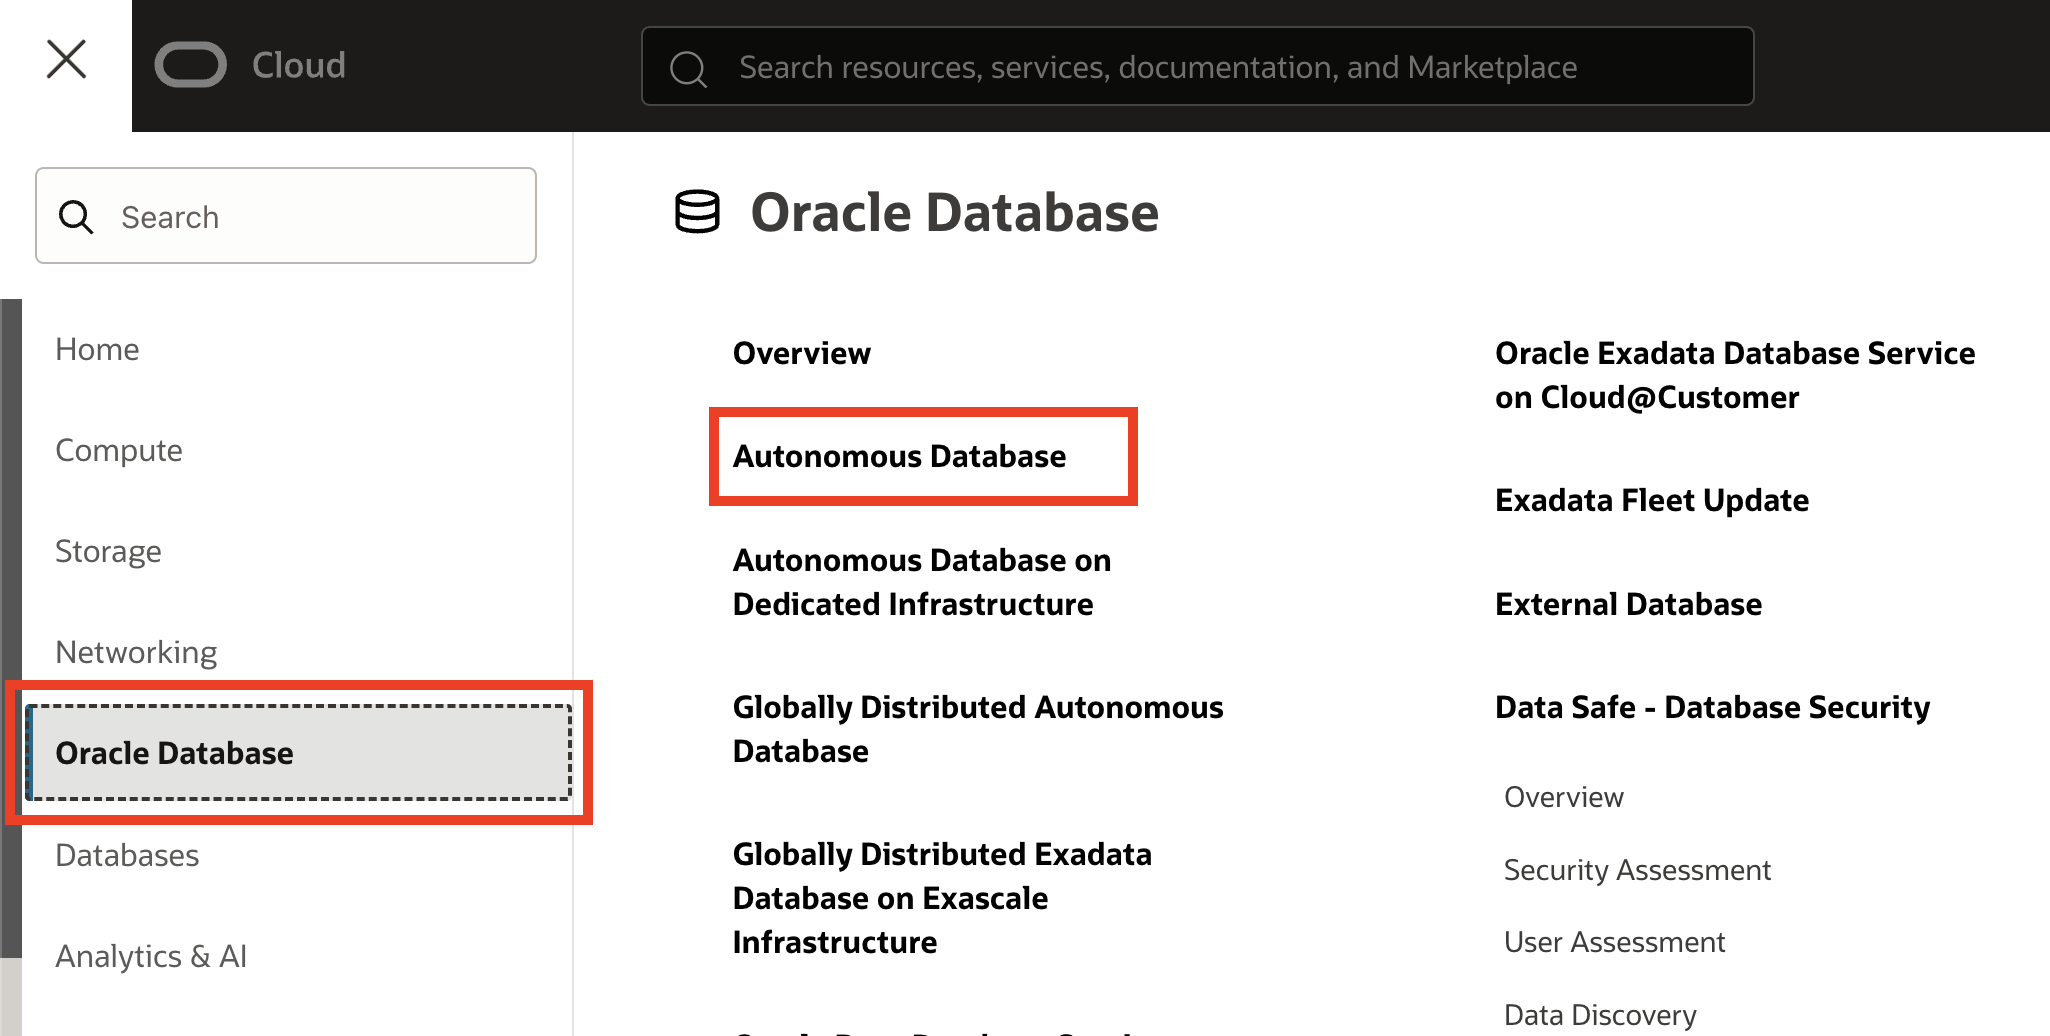 Cloud
Search resources, services, documentation, and Marketplace
Search
Home
Compute
Storage
Networking
Oracle Database
Databases
Analytics & AI
Oracle Database
Overview
Autonomous Database
Autonomous Database on
Dedicated Infrastructure
Globally Distributed Autonomous
Database
Globally Distributed Exadata
Database on Exascale
Infrastructure
Oracle Exadata Database Service
on Cloud@Customer
Exadata Fleet Update
External Database
Data Safe - Database Security
Overview
Security Assessment
User Assessment
Data Discovery